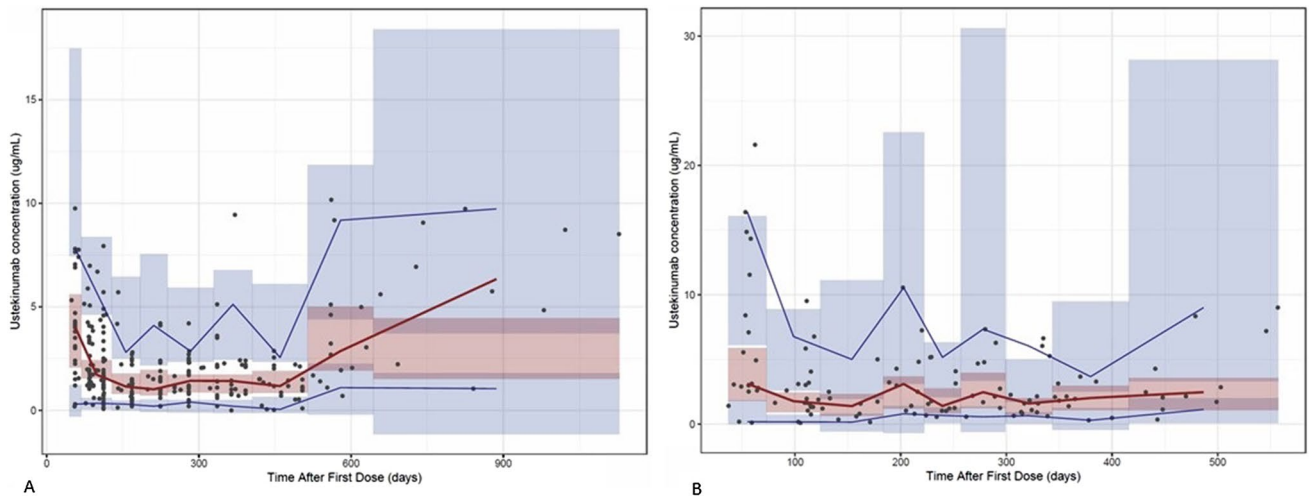 Ustekinumab concentration (ug/mL)
15
10
5
0
0 300 600 900
Time After First Dose (days)
A
Ustekinumab concentration (ug/mL)
30
20
10
0
100 200 300 400 500
Time After First Dose (days)
B